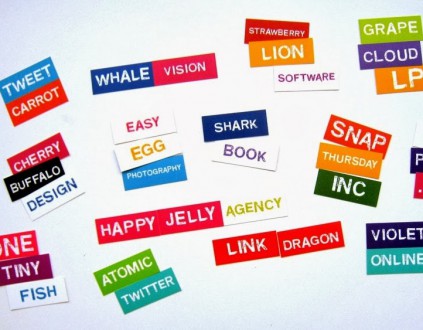 STRAWBERRY
LION
SOFTWARE
GRAPE
CLOUD
LP
TWEET
CARROT
WHALE VISION
EASY
EGG
PHOTOGRAPHY
SHARK
BOOK
SNAP
THURSDAY
INC
CHERRY
BUFFALO
DESIGN
HAPPY JELLY AGENCY
LINK DRAGON
VIOLET
ONLINE
ONE
TINY
FISH
ATOMIC
TWITTER